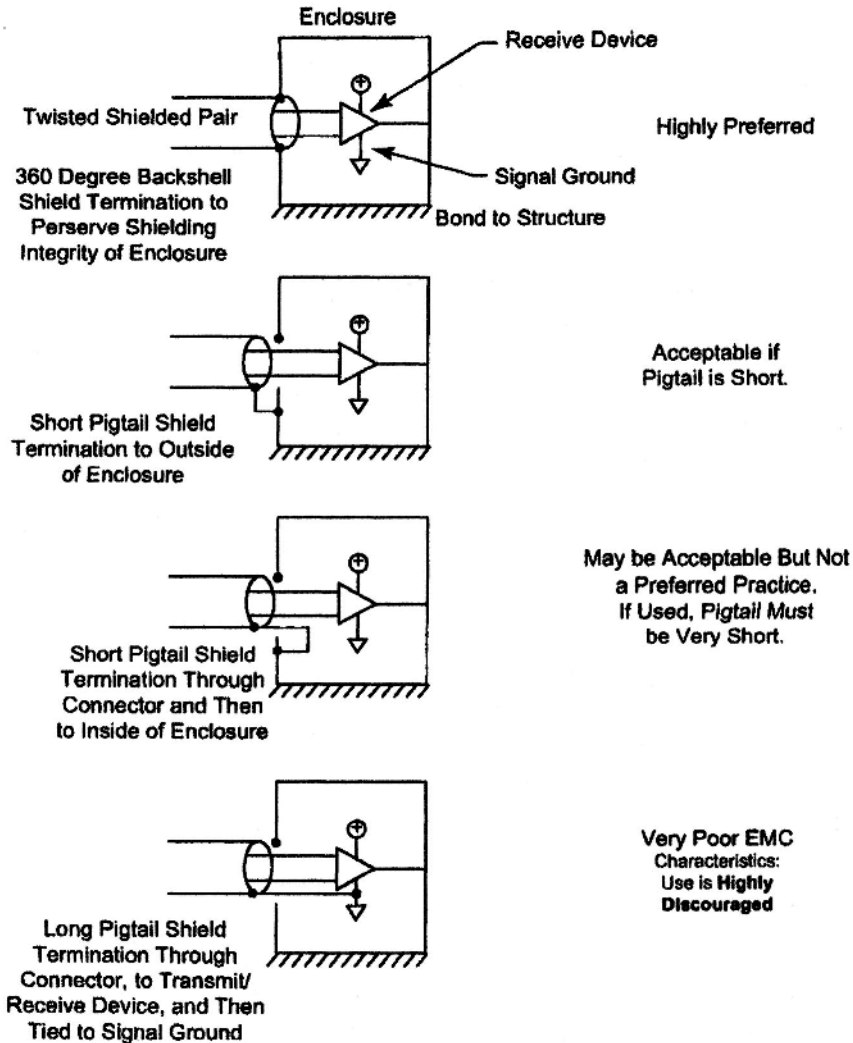 Enclosure
Receive Device
Twisted Shielded Pair
Highly Preferred
360 Degree Backshell
Shield Termination to
Perserve Shielding
Integrity of Enclosure
Signal Ground
Bond to Structure
Acceptable if
Pigtail is Short.
Short Pigtail Shield
Termination to Outside
of Enclosure
May be Acceptable But Not
a Preferred Practice.
If Used, Pigtail Must
be Very Short.
Short Pigtail Shield
Termination Through
Connector and Then
to Inside of Enclosure
Very Poor EMC
Characteristics:
Use is Highly
Discouraged
Long Pigtail Shield
Termination Through
Connector, to Transmit/
Receive Device, and Then
Tied to Signal Ground